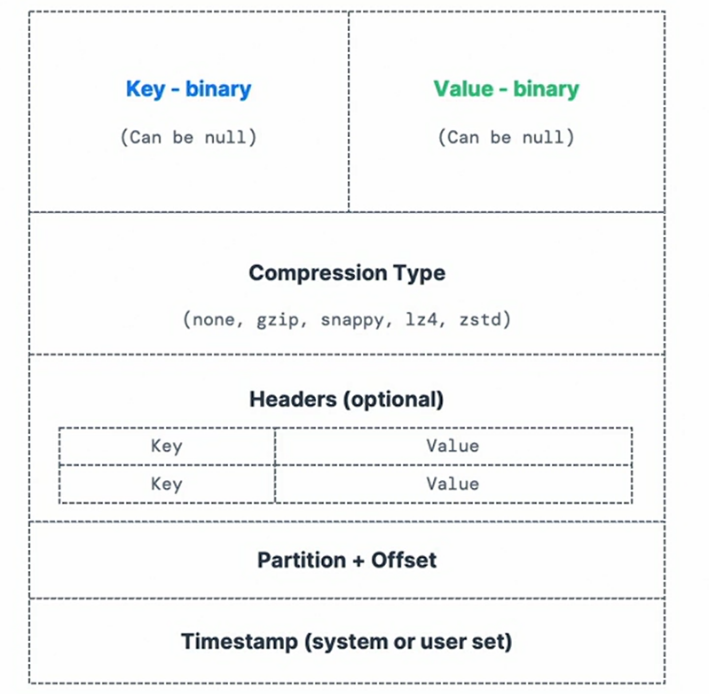 Key - binary
Value - binary
(Can be null)
(Can be null)
Compression Type
(none, gzip, snappy, lz4, zstd)
Headers (optional)
Key Value
Key Value
Partition + Offset
Timestamp (system or user set)